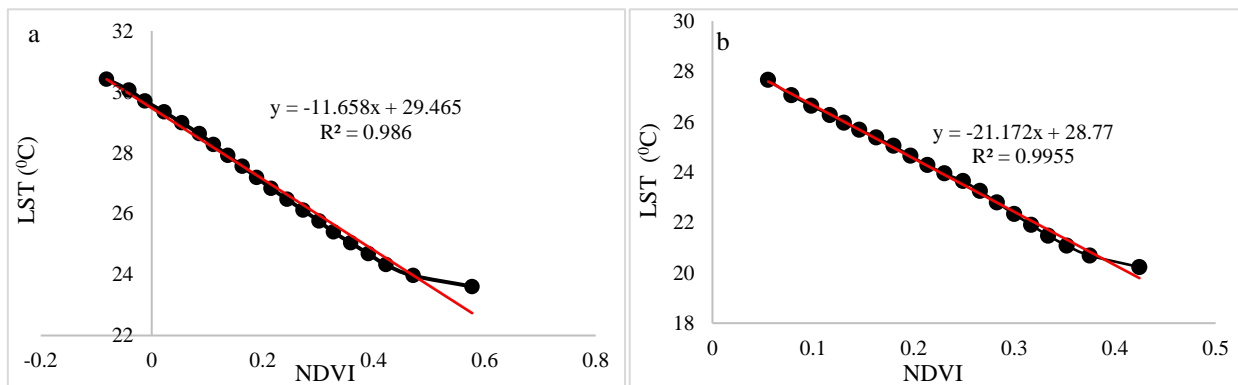 a
32
30
28
26
24
22
LST (⁰C)
y = -11.658x + 29.465
R² = 0.986
-0.2
0
0.2
0.4
0.6
0.8
NDVI
b
30
28
26
24
22
20
18
LST (⁰C)
y = -21.172x + 28.77
R² = 0.9955
0
0.1
0.2
0.3
0.4
0.5
NDVI